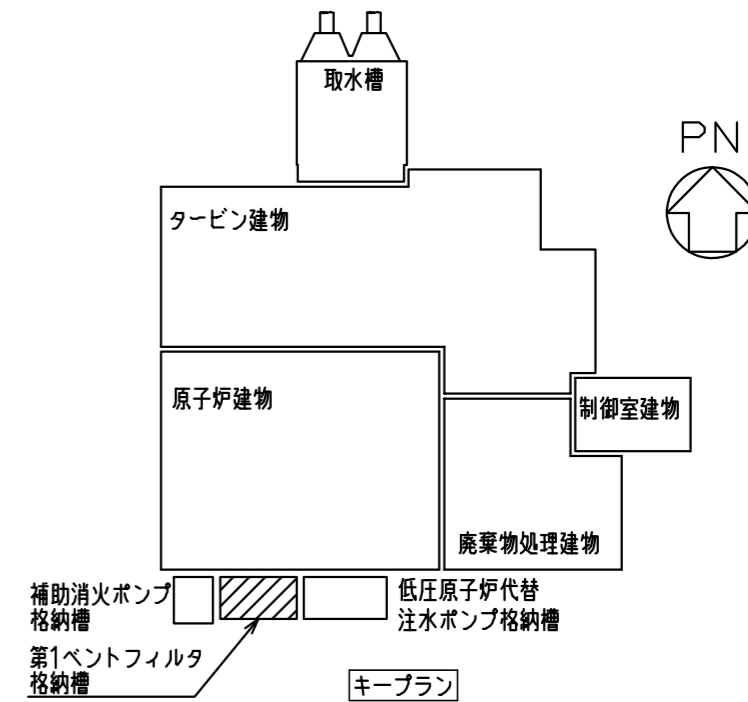 取水槽
PN
タービン建物
原子炉建物
制御室建物
廃棄物処理建物
補助消火ポンプ
格納槽
低圧原子炉代替
注水ポンプ格納槽
第1ベントフィルタ
格納槽
キープラン